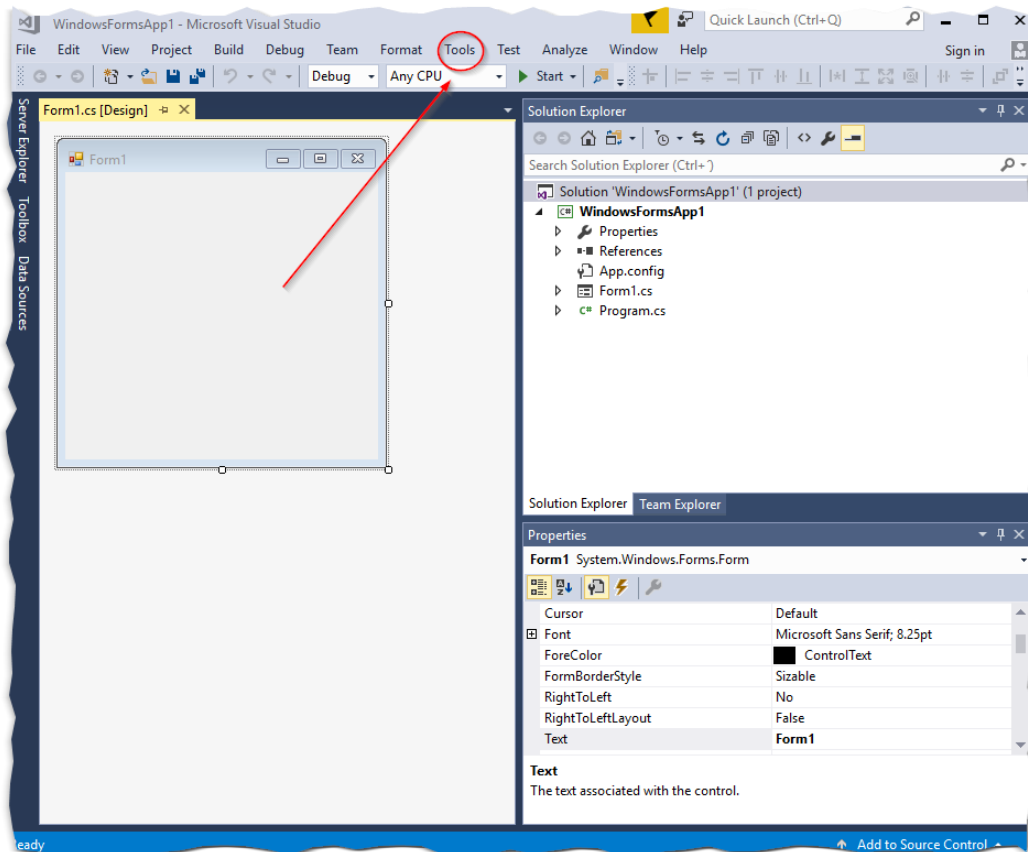 WindowsFormsApp1 - Microsoft Visual Studio
Quick Launch (Ctrl+Q)
File Edit View Project Build Debug Team Format Tools Test Analyze Window Help Sign in
Debug Any CPU Start
Server Explorer
Toolbox
Data Sources
Form1.cs [Design]
Form1
Solution Explorer
Search Solution Explorer (Ctrl+´)
Solution 'WindowsFormsApp1' (1 project)
C# WindowsFormsApp1
Properties
References
App.config
Form1.cs
C# Program.cs
Solution Explorer Team Explorer
Properties
Form1 System.Windows.Forms.Form
Cursor Default
Font Microsoft Sans Serif; 8.25pt
ForeColor ControlText
FormBorderStyle Sizable
RightToLeft No
RightToLeftLayout False
Text Form1
Text
The text associated with the control.
eady Add to Source Control